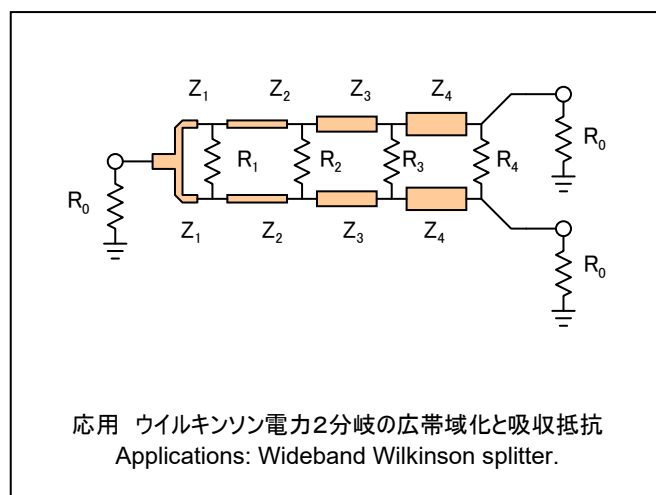 Z1 Z2 Z3 Z4
R0
R1 R2 R3 R4
R0
Z1 Z2 Z3 Z4
R0
応用 ウイルキンソン電力2分岐の広帯域化と吸収抵抗
Applications: Wideband Wilkinson splitter.